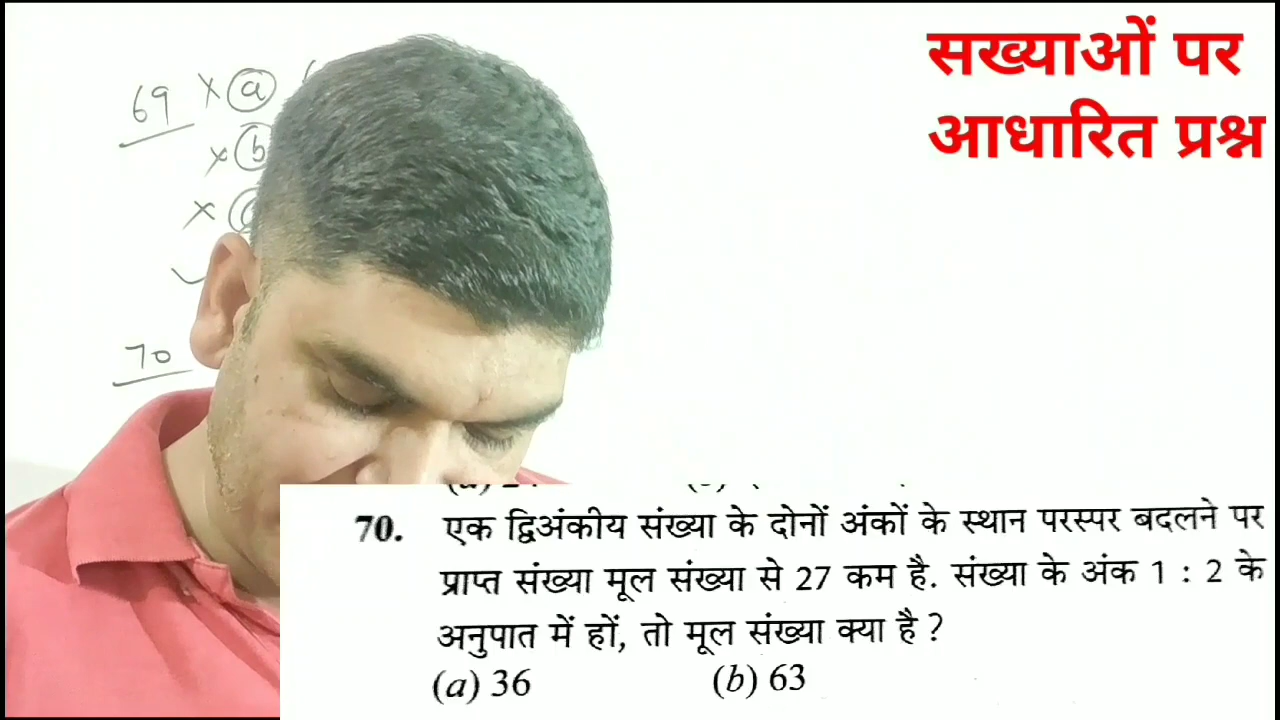 सख्याओं पर
आधारित प्रश्न
69 × (a)
× (b)
×
70
70. एक द्विअंकीय संख्या के दोनों अंकों के स्थान परस्पर बदलने पर
प्राप्त संख्या मूल संख्या से 27 कम है. संख्या के अंक 1 : 2 के
अनुपात में हों, तो मूल संख्या क्या है ?
(a) 36 (b) 63